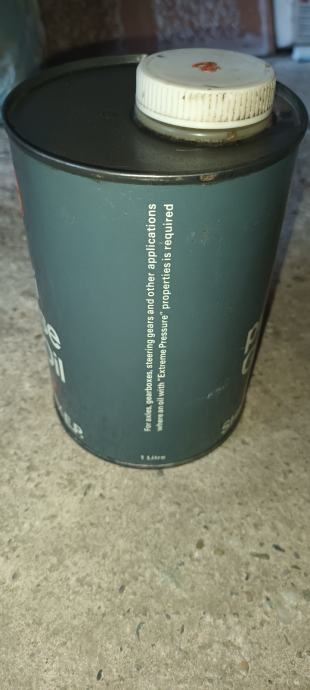 For axles, gearboxes, steering gears and other applications
where an oil with "Extreme Pressure" properties is required
1 Litre